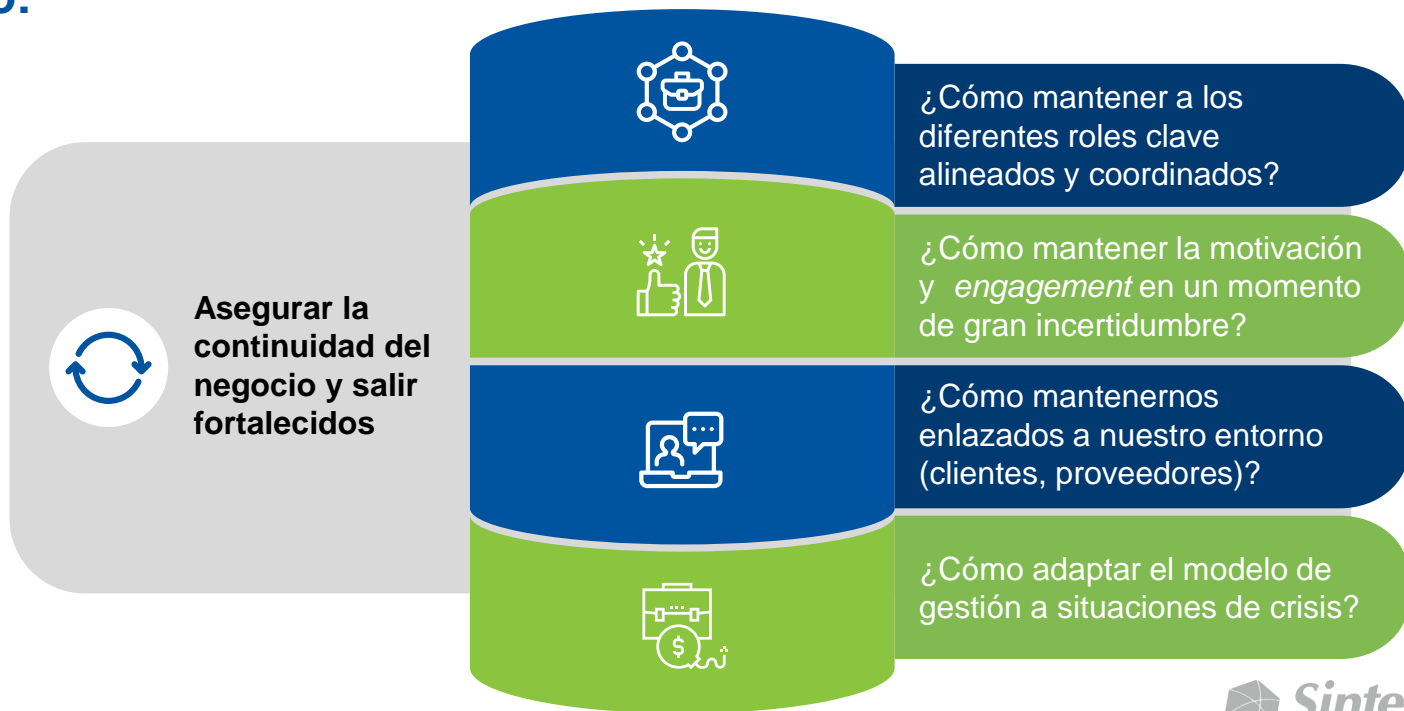 Asegurar la
continuidad del
negocio y salir
fortalecidos
¿Cómo mantener a los
diferentes roles clave
alineados y coordinados?
¿Cómo mantener la motivación
y engagement en un momento
de gran incertidumbre?
¿Cómo mantenernos
enlazados a nuestro entorno
(clientes, proveedores)?
¿Cómo adaptar el modelo de
gestión a situaciones de crisis?
$